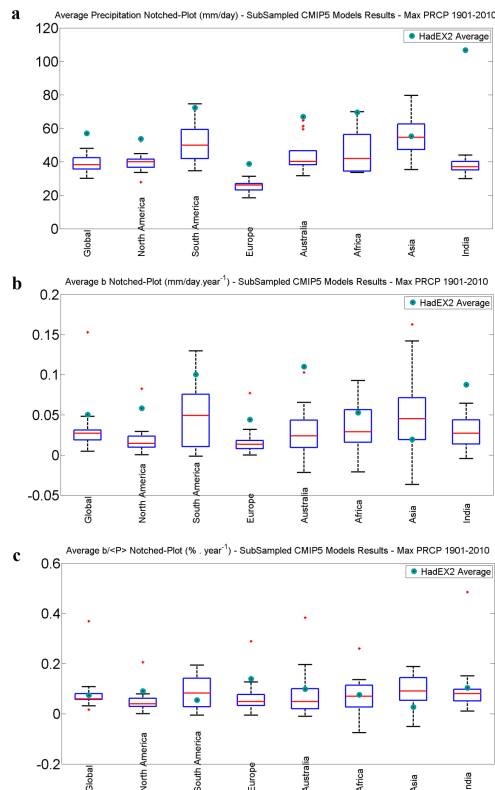 a
Average Precipitation Notched-Plot (mm/day) - SubSampled CMIP5 Models Results - Max PRCP 1901-2010
HadEX2 Average
120
100
80
60
40
20
0
Global
North America
South America
Europe
Australia
Africa
Asia
India
b
Average b Notched-Plot (mm/day.year⁻¹) - SubSampled CMIP5 Models Results - Max PRCP 1901-2010
HadEX2 Average
0.2
0.15
0.1
0.05
0
-0.05
Global
North America
South America
Europe
Australia
Africa
Asia
India
c
Average b/<P> Notched-Plot (% . year⁻¹) - SubSampled CMIP5 Models Results - Max PRCP 1901-2010
HadEX2 Average
0.6
0.4
0.2
0
-0.2
Global
North America
South America
Europe
Australia
Africa
Asia
India